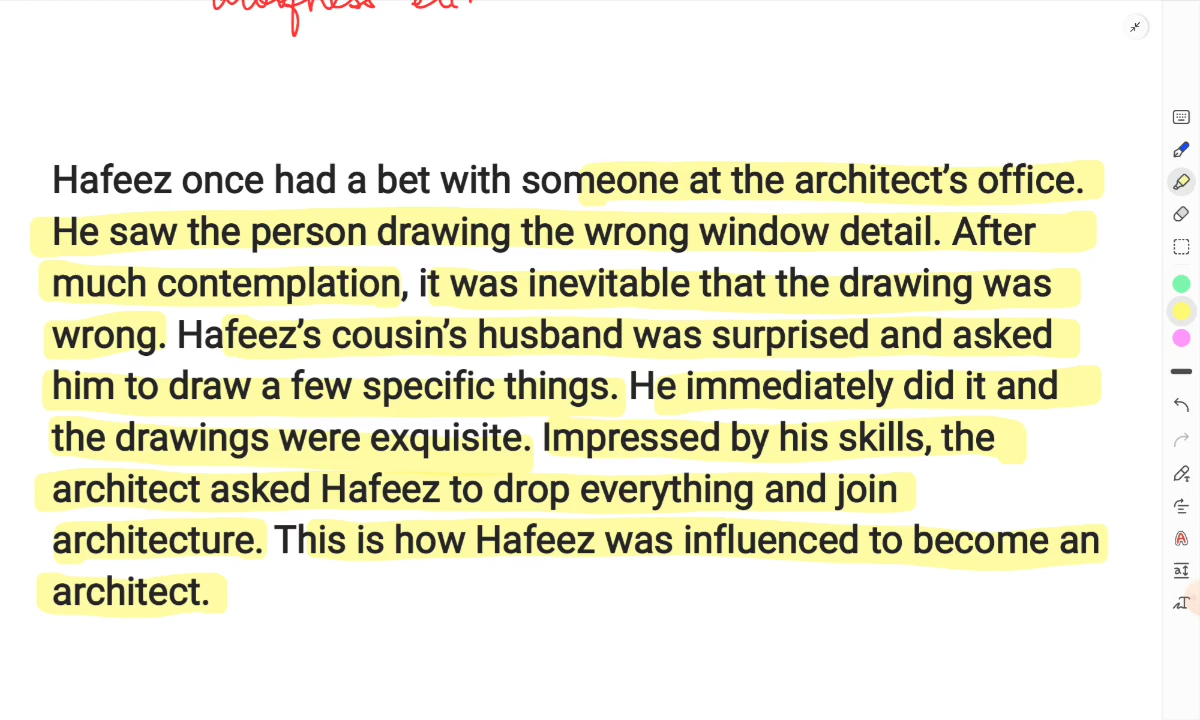 Hafeez once had a bet with someone at the architect's office.
He saw the person drawing the wrong window detail. After
much contemplation, it was inevitable that the drawing was
wrong. Hafeez's cousin's husband was surprised and asked
him to draw a few specific things. He immediately did it and
the drawings were exquisite. Impressed by his skills, the
architect asked Hafeez to drop everything and join
architecture. This is how Hafeez was influenced to become an
architect.